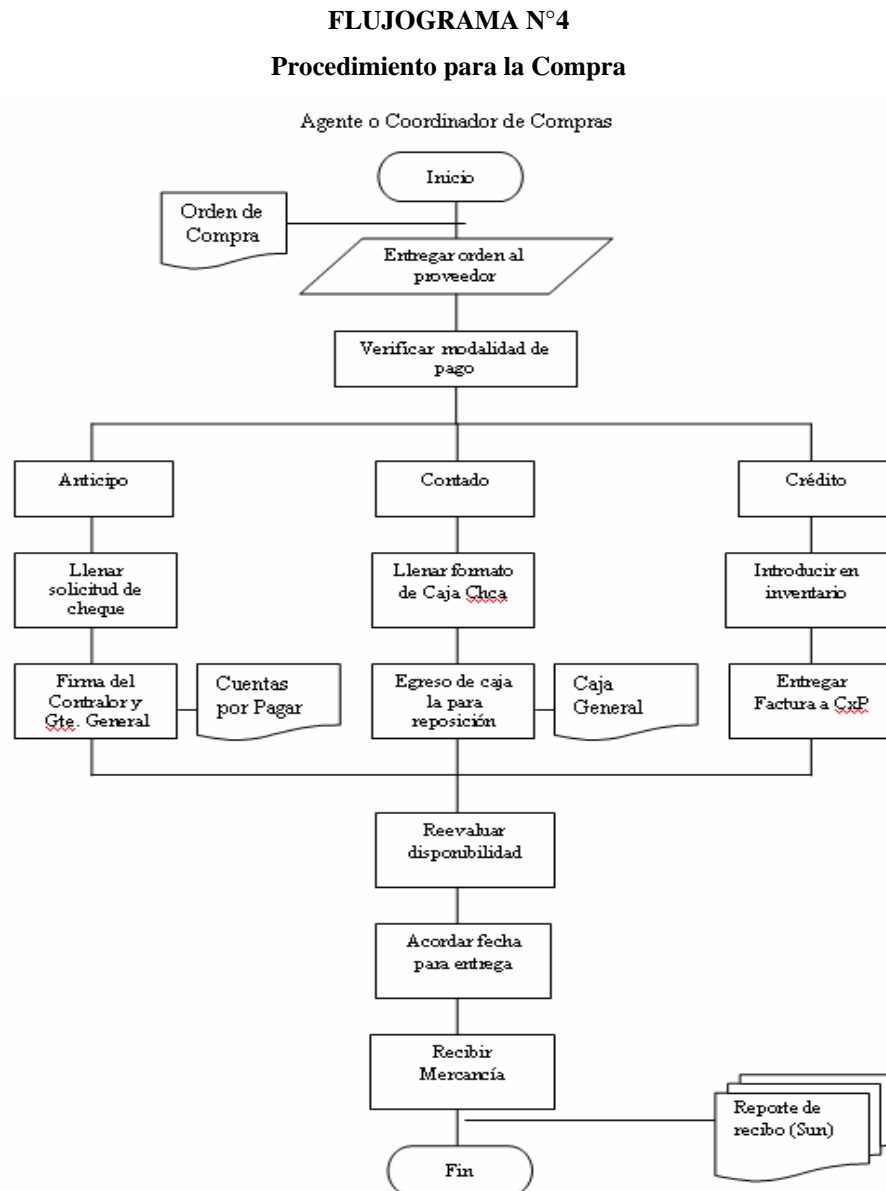 FLUJOGRAMA N°4
Procedimiento para la Compra
Agente o Coordinador de Compras
Inicio
Orden de
Compra
Entregar orden al
proveedor
Verificar modalidad de
pago
Anticipo
Contado
Crédito
Llenar
solicitud de
cheque
Llenar formato
de Caja Chca
Introducir en
inventario
Firma del
Contralor y
Gte. General
Cuentas
por Pagar
Egreso de caja
la para
reposición
Caja
General
Entregar
Factura a CxP
Reevaluar
disponibilidad
Acordar fecha
para entrega
Recibir
Mercancía
Reporte de
recibo (Sun)
Fin